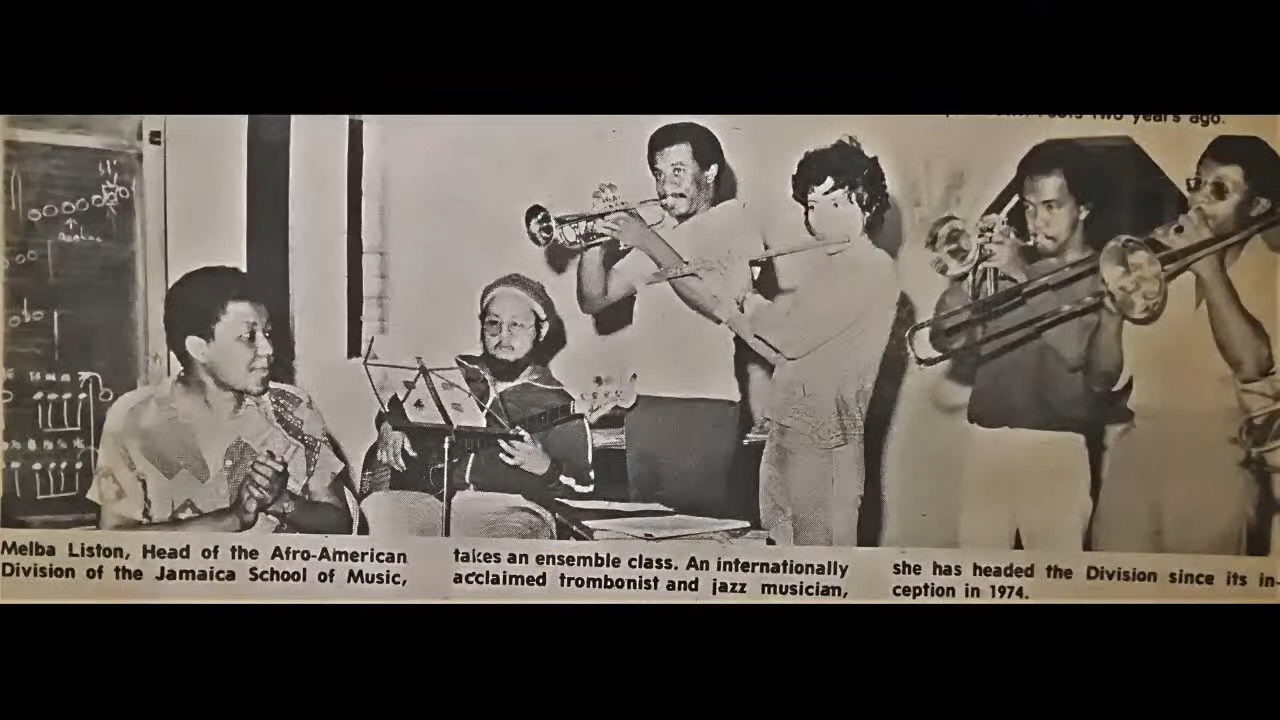 years ago.
Melba Liston, Head of the Afro-American
Division of the Jamaica School of Music,
takes an ensemble class. An internationally
acclaimed trombonist and jazz musician,
she has headed the Division since its in-
ception in 1974.